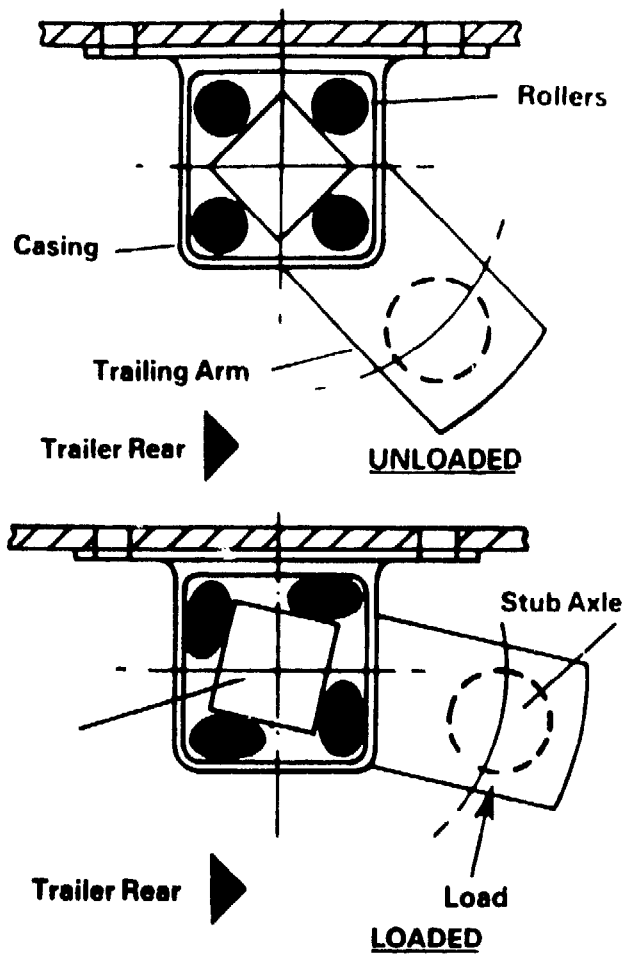 Rollers
Casing
Trailing Arm
Trailer Rear
UNLOADED
Stub Axle
Trailer Rear
Load
LOADED